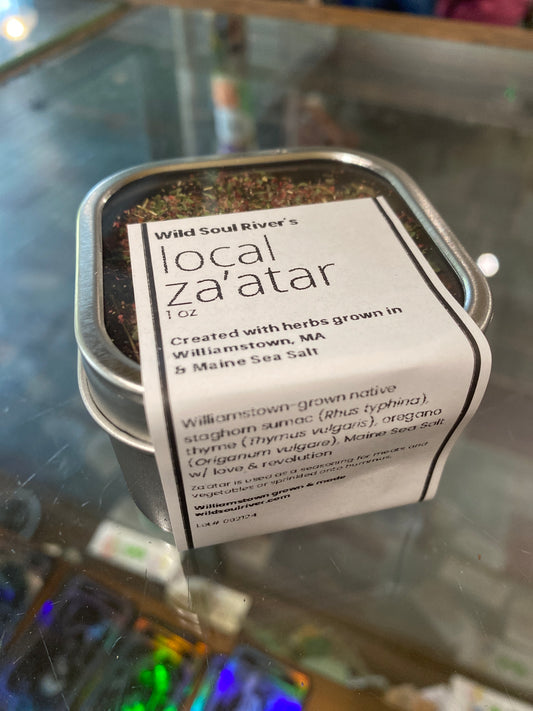 Wild Soul River's
local
za'atar
1 oz
Created with herbs grown in
Williamstown, MA
& Maine Sea Salt
Williamstown-grown native
staghorn sumac (Rhus typhina),
thyme (Thymus vulgaris), oregano
(Origanum vulgare), Maine Sea Salt
w/ love & revolution
Za'atar is used as a seasoning for meats and
vegetables or sprinkled onto hummus.
Williamstown grown & made
wildsoulriver.com
Lot# 092124